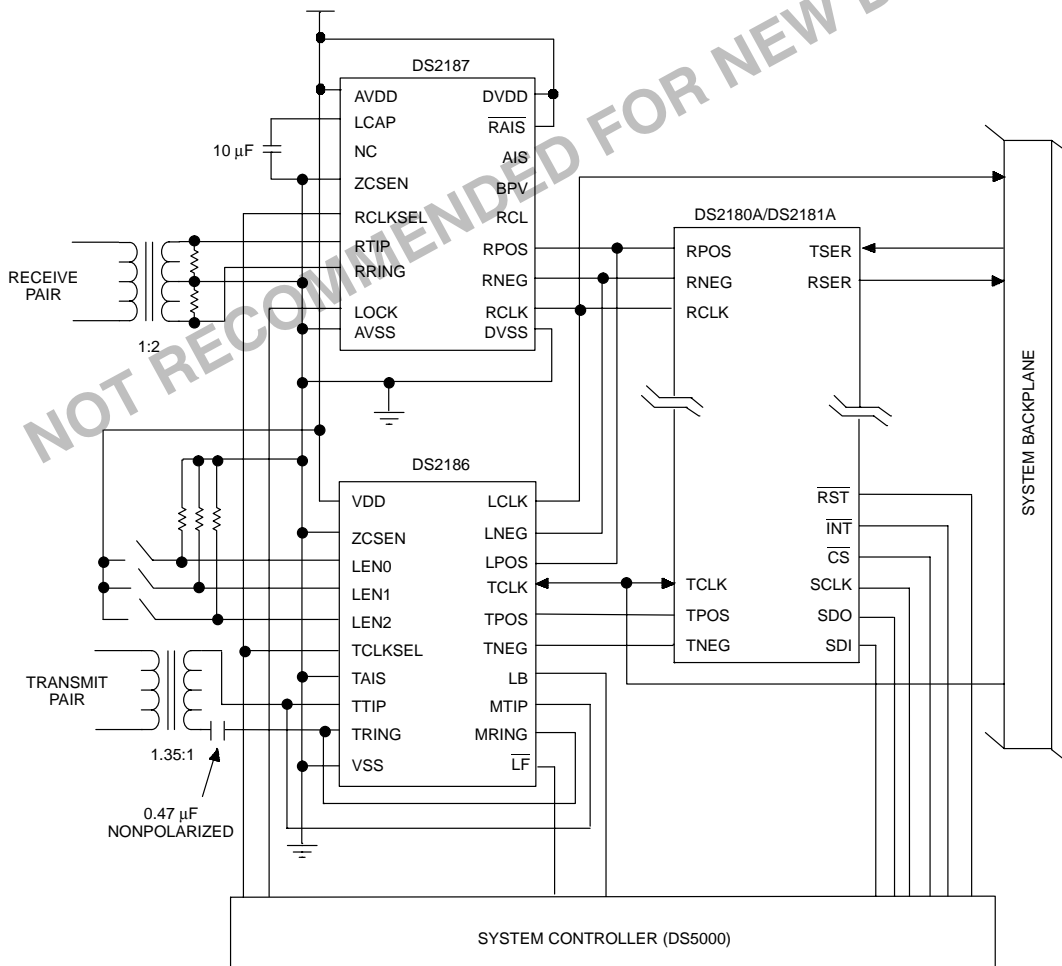 NOT RECOMMENDED FOR NEW
DS2187
AVDD
LCAP
NC
ZCSEN
RCLKSEL
RTIP
RRING
LOCK
AVSS
DVDD
RAIS
AIS
BPV
RCL
RPOS
RNEG
RCLK
DVSS
10 µF
RECEIVE
PAIR
1:2
DS2180A/DS2181A
RPOS
RNEG
RCLK
TSER
RSER
RST
INT
CS
SCLK
SDO
SDI
TCLK
TPOS
TNEG
SYSTEM BACKPLANE
DS2186
VDD
ZCSEN
LEN0
LEN1
LEN2
TCLKSEL
TAIS
TTIP
TRING
VSS
LCLK
LNEG
LPOS
TCLK
TPOS
TNEG
LB
MTIP
MRING
LF
TRANSMIT
PAIR
1.35:1
0.47 µF
NONPOLARIZED
SYSTEM CONTROLLER (DS5000)